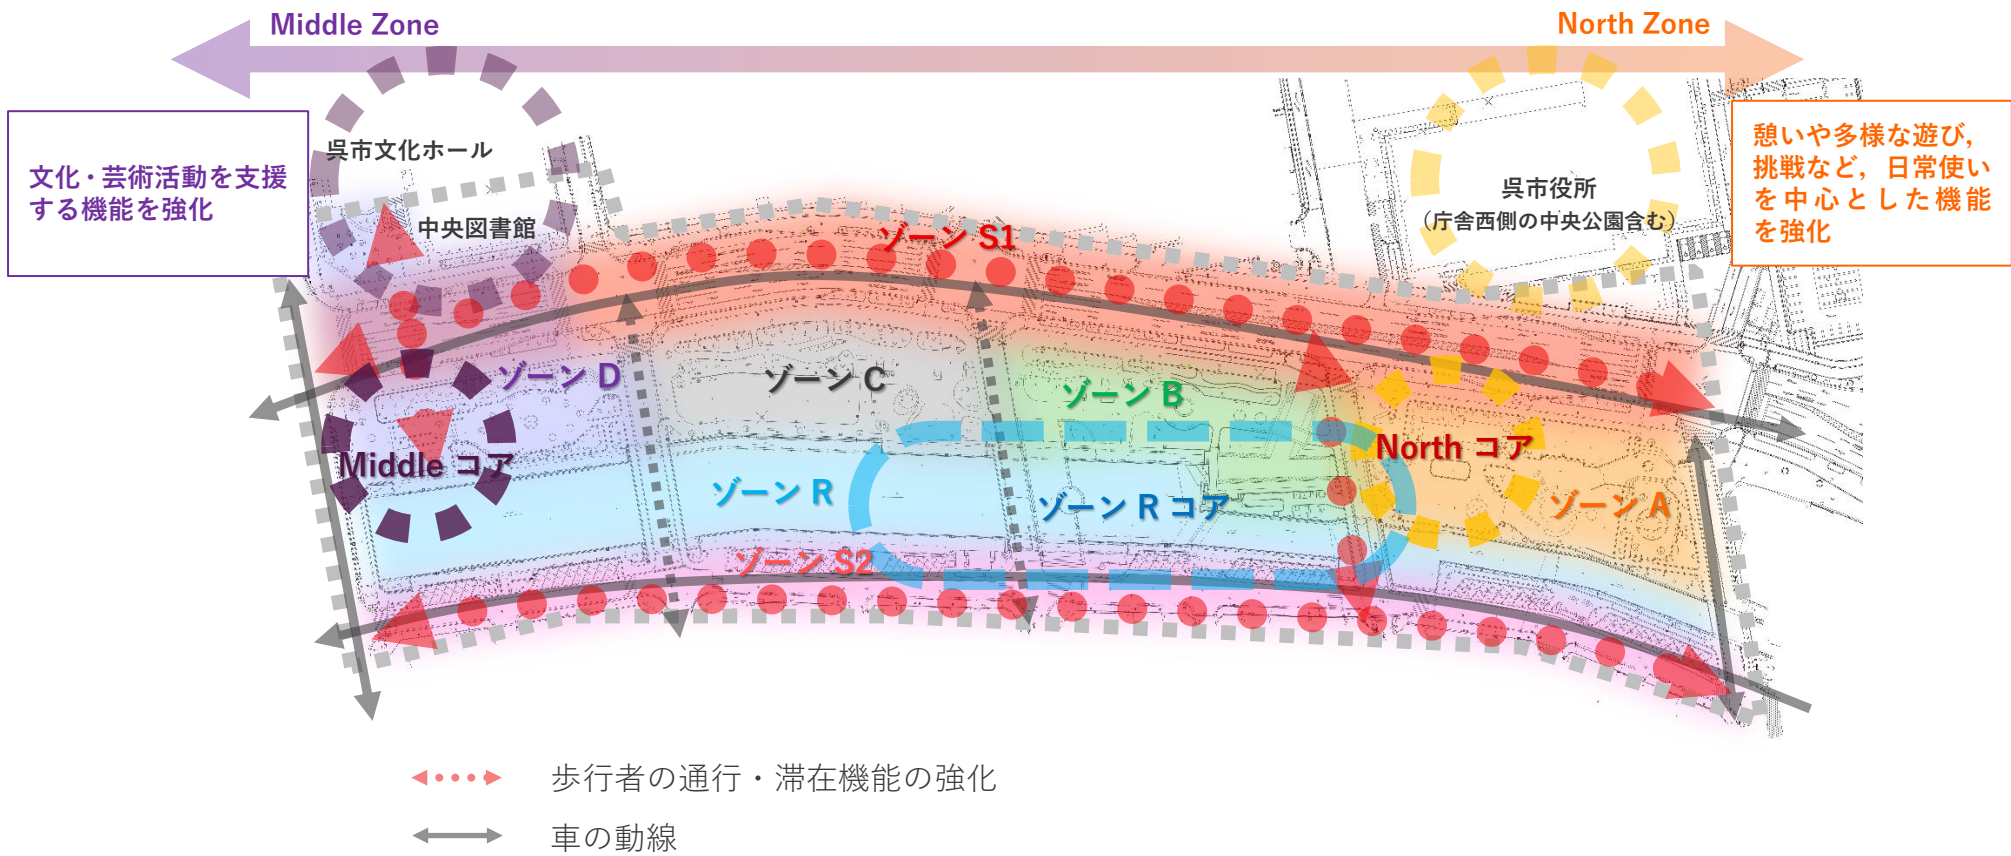 Middle Zone
North Zone
文化・芸術活動を支援
する機能を強化
呉市文化ホール
中央図書館
呉市役所
（庁舎西側の中央公園含む）
憩いや多様な遊び，
挑戦など，日常使い
を中心とした機能
を強化
ゾーン S1
ゾーン D
ゾーン C
ゾーン B
North コア
Middle コア
ゾーン R
ゾーン R コア
ゾーン A
ゾーン S2
歩行者の通行・滞在機能の強化
車の動線